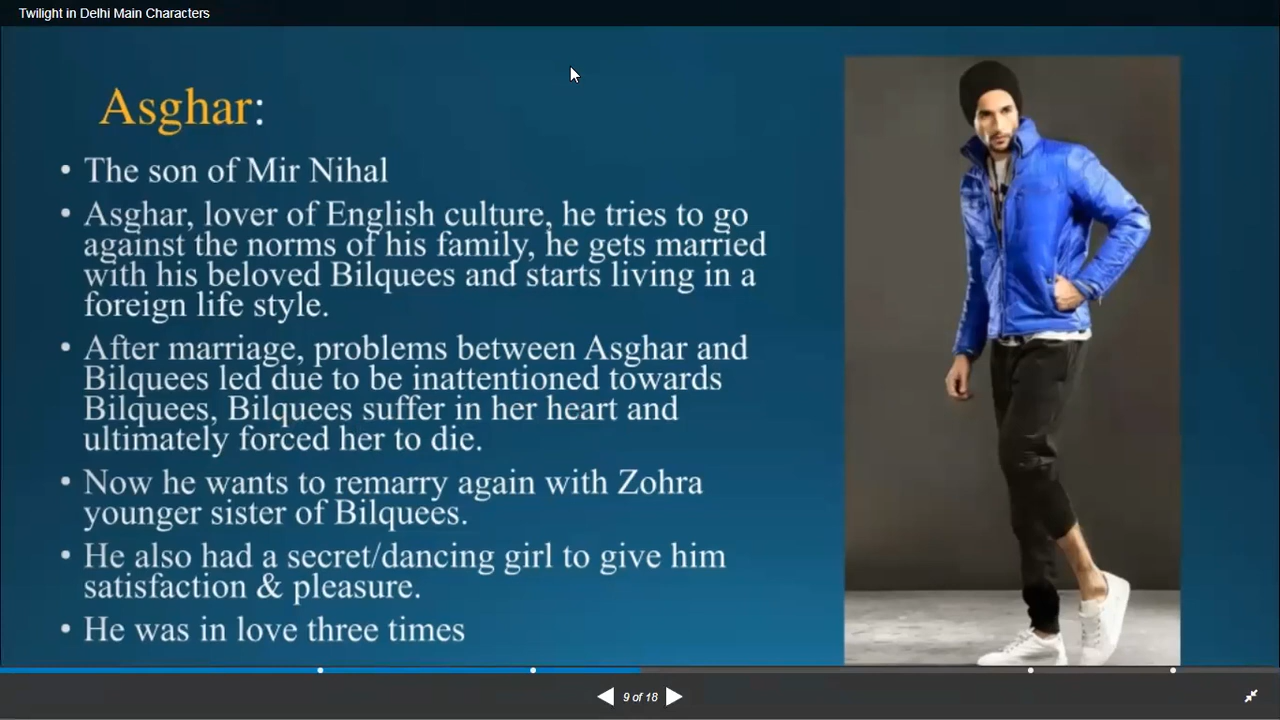 Twilight in Delhi Main Characters
Asghar:
• The son of Mir Nihal
• Asghar, lover of English culture, he tries to go
against the norms of his family, he gets married
with his beloved Bilquees and starts living in a
foreign life style.
• After marriage, problems between Asghar and
Bilquees led due to be inattentioned towards
Bilquees, Bilquees suffer in her heart and
ultimately forced her to die.
• Now he wants to remarry again with Zohra
younger sister of Bilquees.
• He also had a secret/dancing girl to give him
satisfaction & pleasure.
• He was in love three times
9 of 18